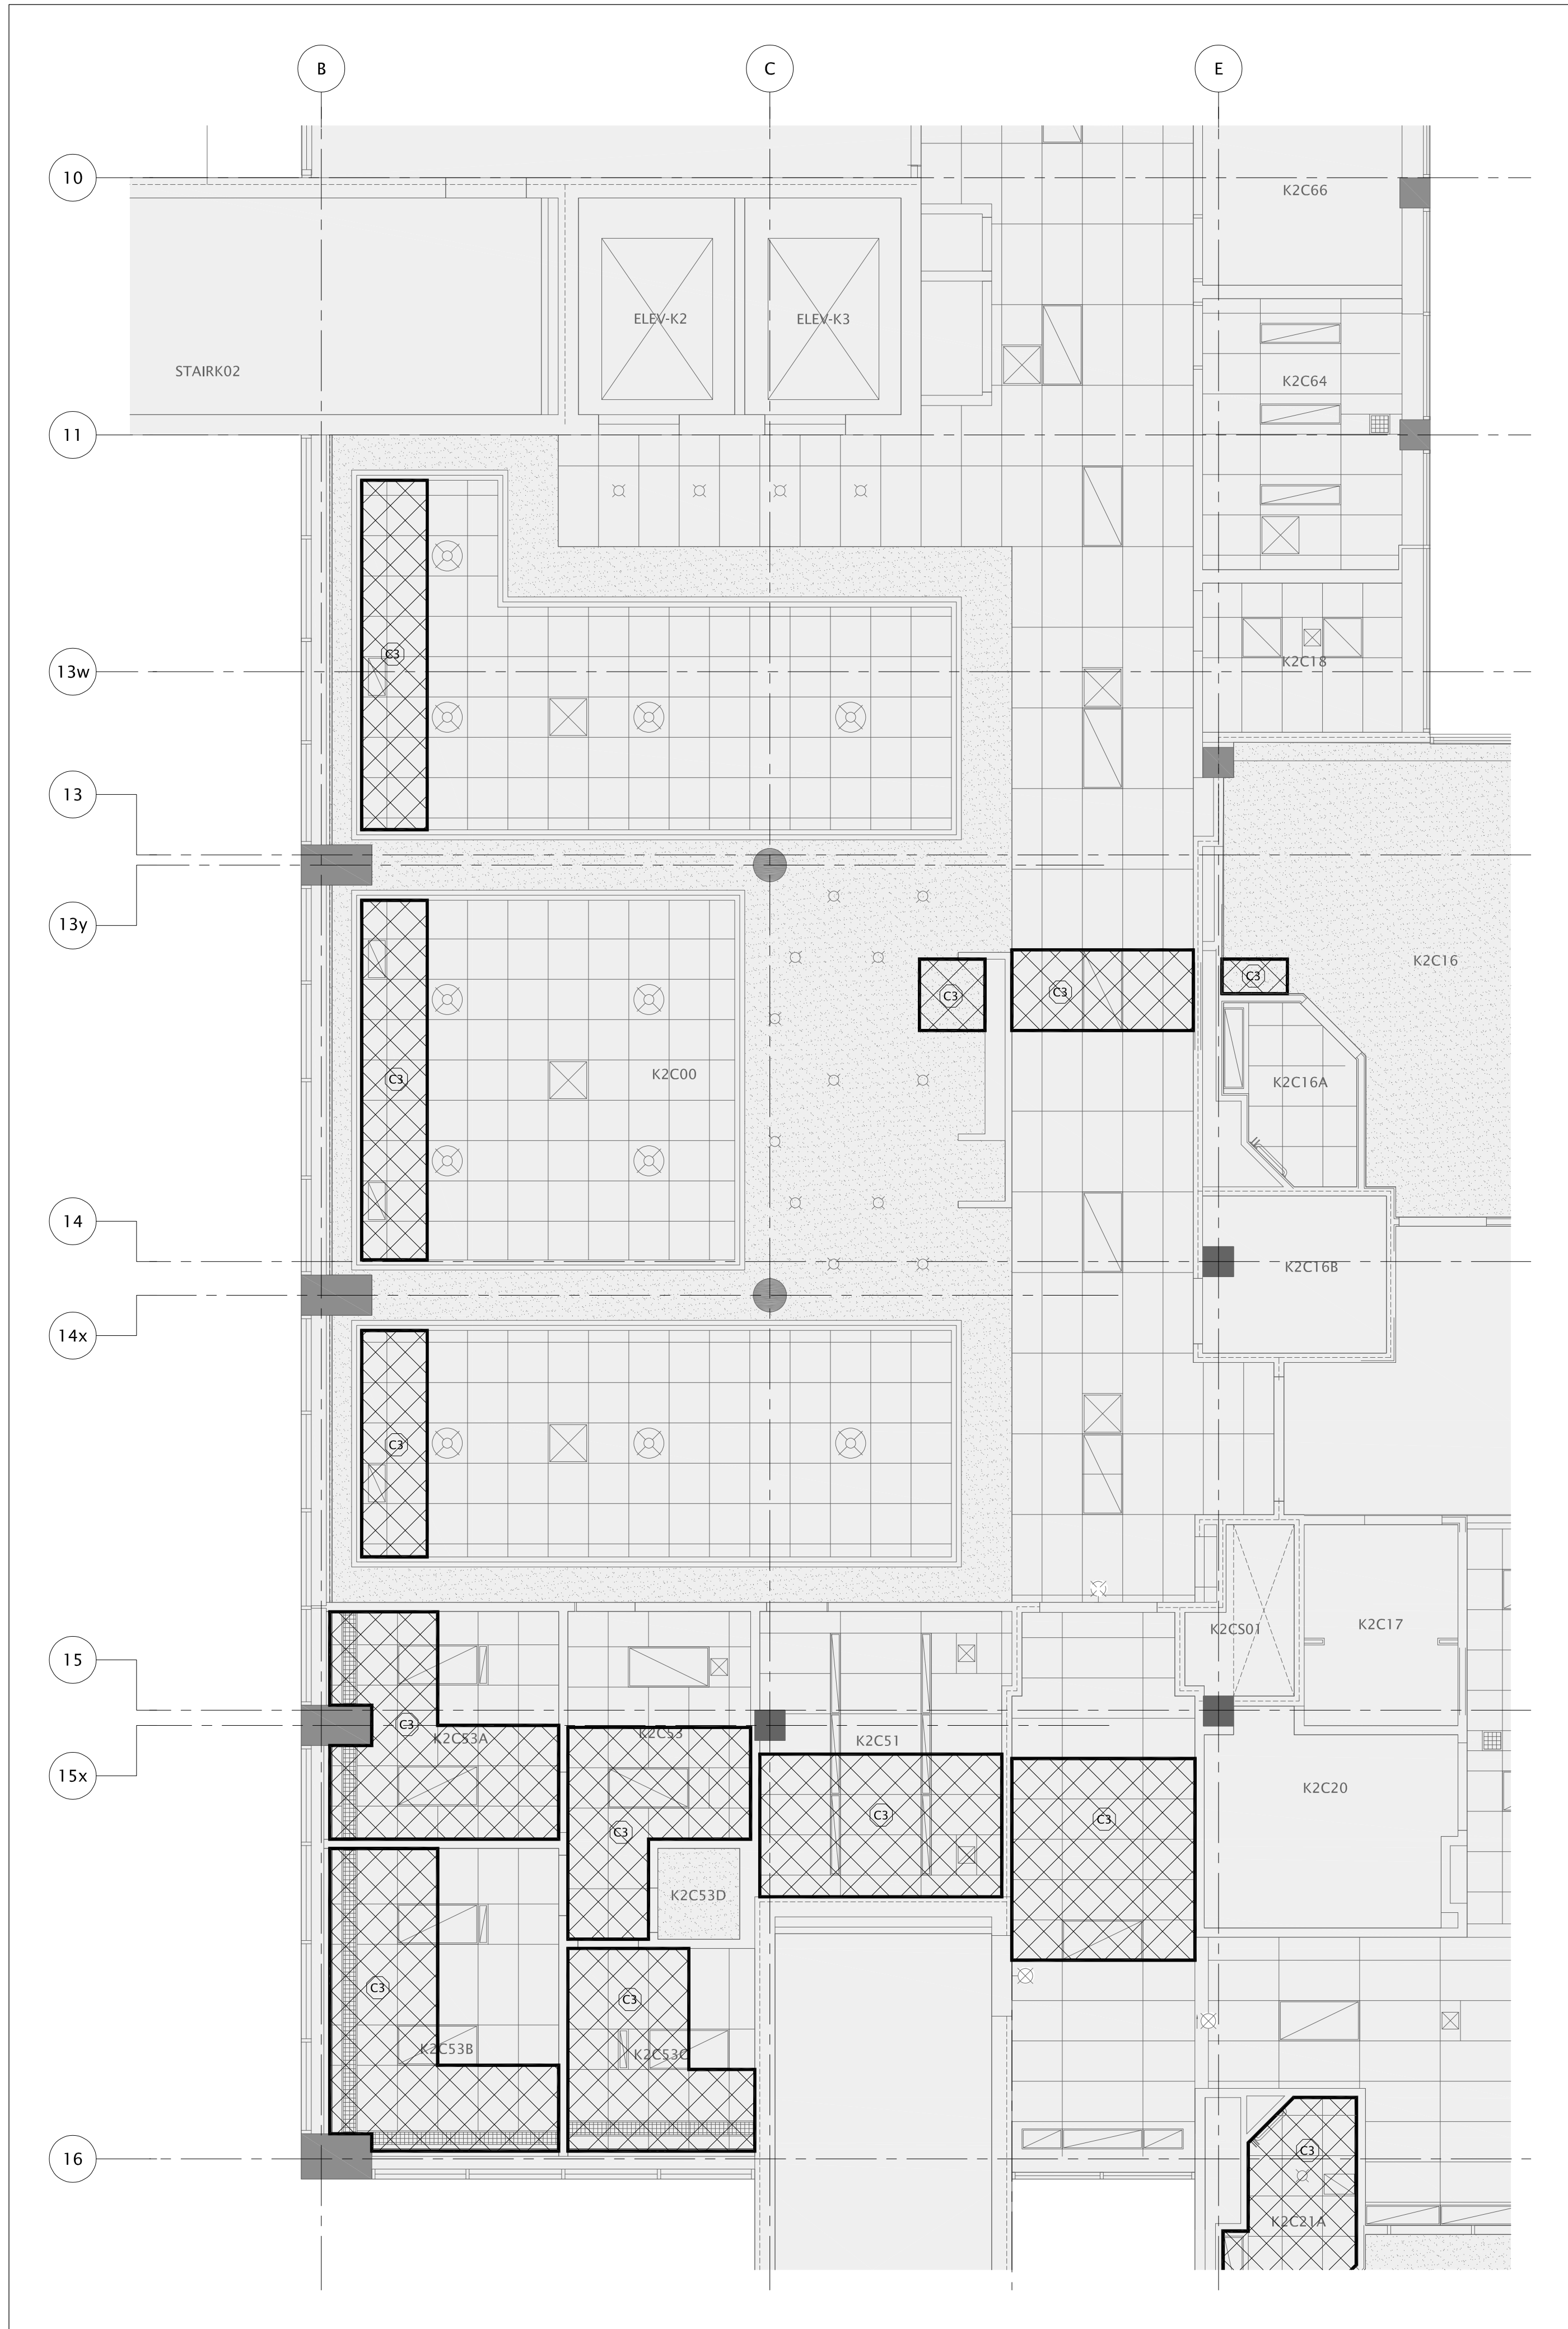 B C E
10
K2C66
ELEV-K2 ELEV-K3
STAIRK02
K2C64
11
C3
13w
K2C18
13
13y
K2C16
C3
C3
C3
C3
K2C00
K2C16A
14
K2C16B
14x
C3
K2CS01
K2C17
15
C3
K2C53A
K2C53
K2C51
15x
K2C20
C3
C3
C3
K2C53D
C3
C3
K2C53B
K2C53C
16
C3
K2C21A